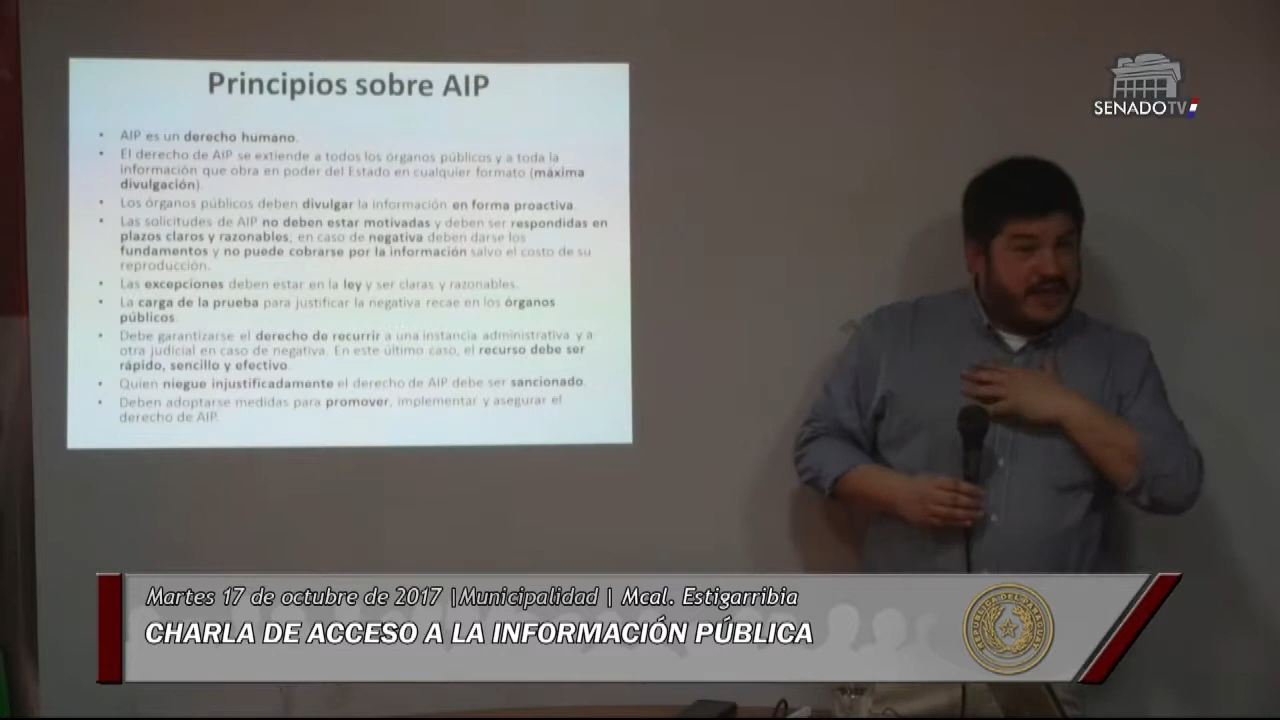 Principios sobre AIP
• AIP es un derecho humano.
• El derecho de AIP se extiende a todos los órganos públicos y a toda la
información que obra en poder del Estado en cualquier formato (máxima
divulgación)
• Los órganos públicos deben divulgar la información en forma proactiva.
• Las solicitudes de AIP no deben estar motivadas y deben ser respondidas en
plazos claros y razonables; en caso de negativa deben darse los
fundamentos y no puede cobrarse por la información salvo el costo de su
reproducción.
• Las excepciones deben estar en la ley y ser claras y razonables.
• La carga de la prueba para justificar la negativa recae en los órganos
públicos.
• Debe garantizarse el derecho de recurrir a una instancia administrativa y a
otra judicial en caso de negativa. En este último caso, el recurso debe ser
rápido, sencillo y efectivo.
• Quien niegue injustificadamente el derecho de AIP debe ser sancionado.
• Deben adoptarse medidas para promover, implementar y asegurar el
derecho de AIP.
SENADOTV
Martes 17 de octubre de 2017 |Municipalidad | Mcal. Estigarribia
CHARLA DE ACCESO A LA INFORMACIÓN PÚBLICA
REPUBLICA DEL PARAGUAY